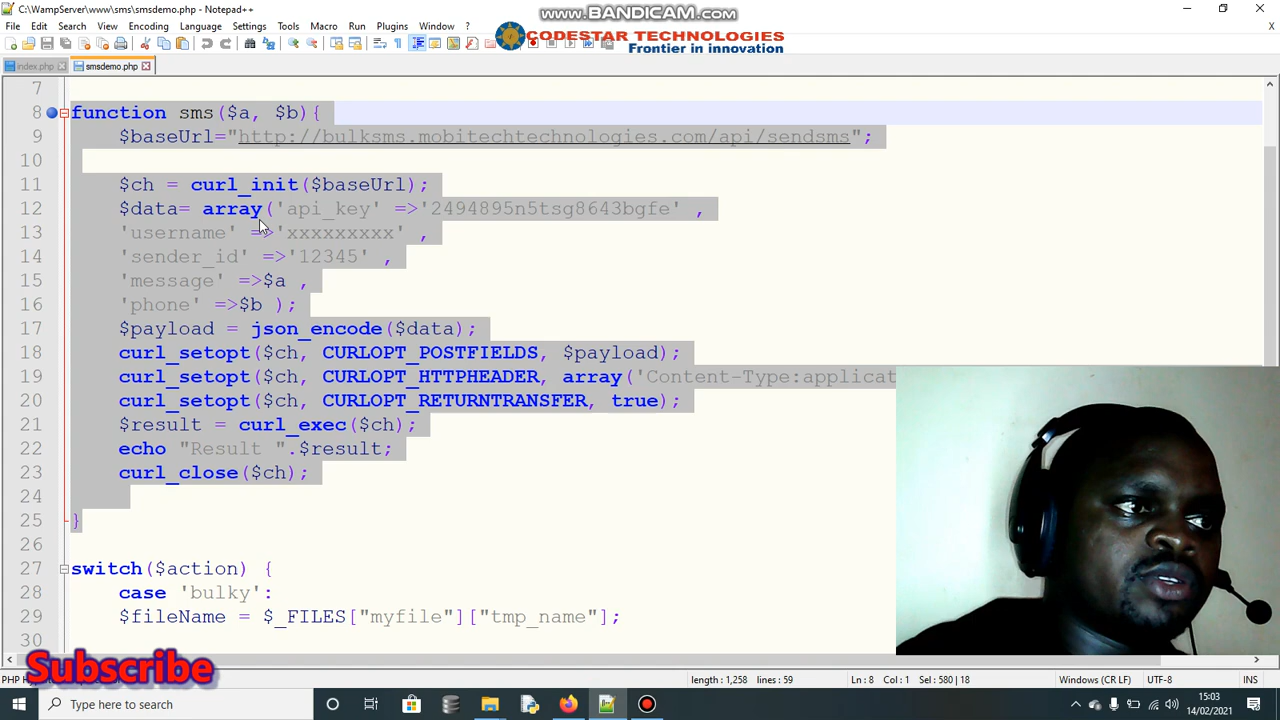 C:\WampServer\www\sms\smsdemo.php - Notepad++
www.BANDICAM.com
File Edit Search View Encoding Language Settings Tools Macro Run Plugins Window ?
CODESTAR TECHNOLOGIES
Frontier in innovation
index.php smsdemo.php
7
8 function sms($a, $b){
9 $baseUrl="http://bulksms.mobitechtechnologies.com/api/sendsms";
10
11 $ch = curl_init($baseUrl);
12 $data= array('api_key' =>'2494895n5tsg8643bgfe' ,
13 'username' =>'xxxxxxxxx' ,
14 'sender_id' =>'12345' ,
15 'message' =>$a ,
16 'phone' =>$b );
17 $payload = json_encode($data);
18 curl_setopt($ch, CURLOPT_POSTFIELDS, $payload);
19 curl_setopt($ch, CURLOPT_HTTPHEADER, array('Content-Type:applicat
20 curl_setopt($ch, CURLOPT_RETURNTRANSFER, true);
21 $result = curl_exec($ch);
22 echo "Result ".$result;
23 curl_close($ch);
24
25 }
26
27 switch($action) {
28 case 'bulky':
29 $fileName = $_FILES["myfile"]["tmp_name"];
30
Subscribe
PHP H length : 1,259 lines : 59 Ln : 8 Col : 1 Sel : 580 | 18 Windows (CR LF) UTF-8 INS
Type here to search
15:03
14/02/2021